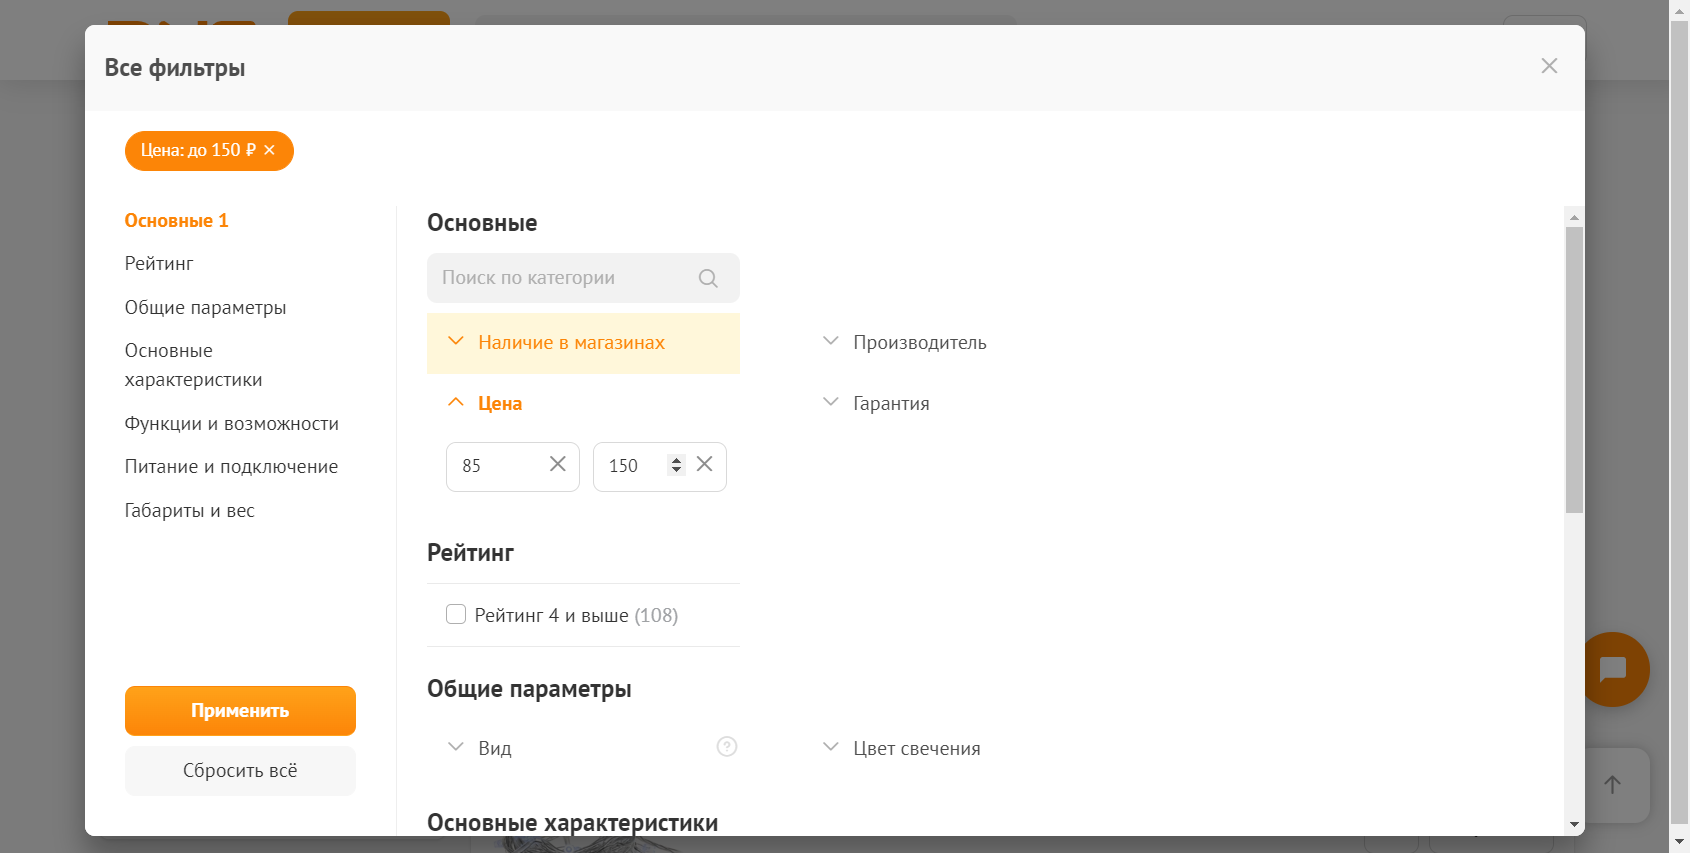 Все фильтры
Цена: до 150 ₽
Основные 1
Рейтинг
Общие параметры
Основные
характеристики
Функции и возможности
Питание и подключение
Габариты и вес
Применить
Сбросить всё
Основные
Поиск по категории
Наличие в магазинах
Производитель
Цена
Гарантия
85
150
Рейтинг
Рейтинг 4 и выше (108)
Общие параметры
Вид
?
Цвет свечения
Основные характеристики